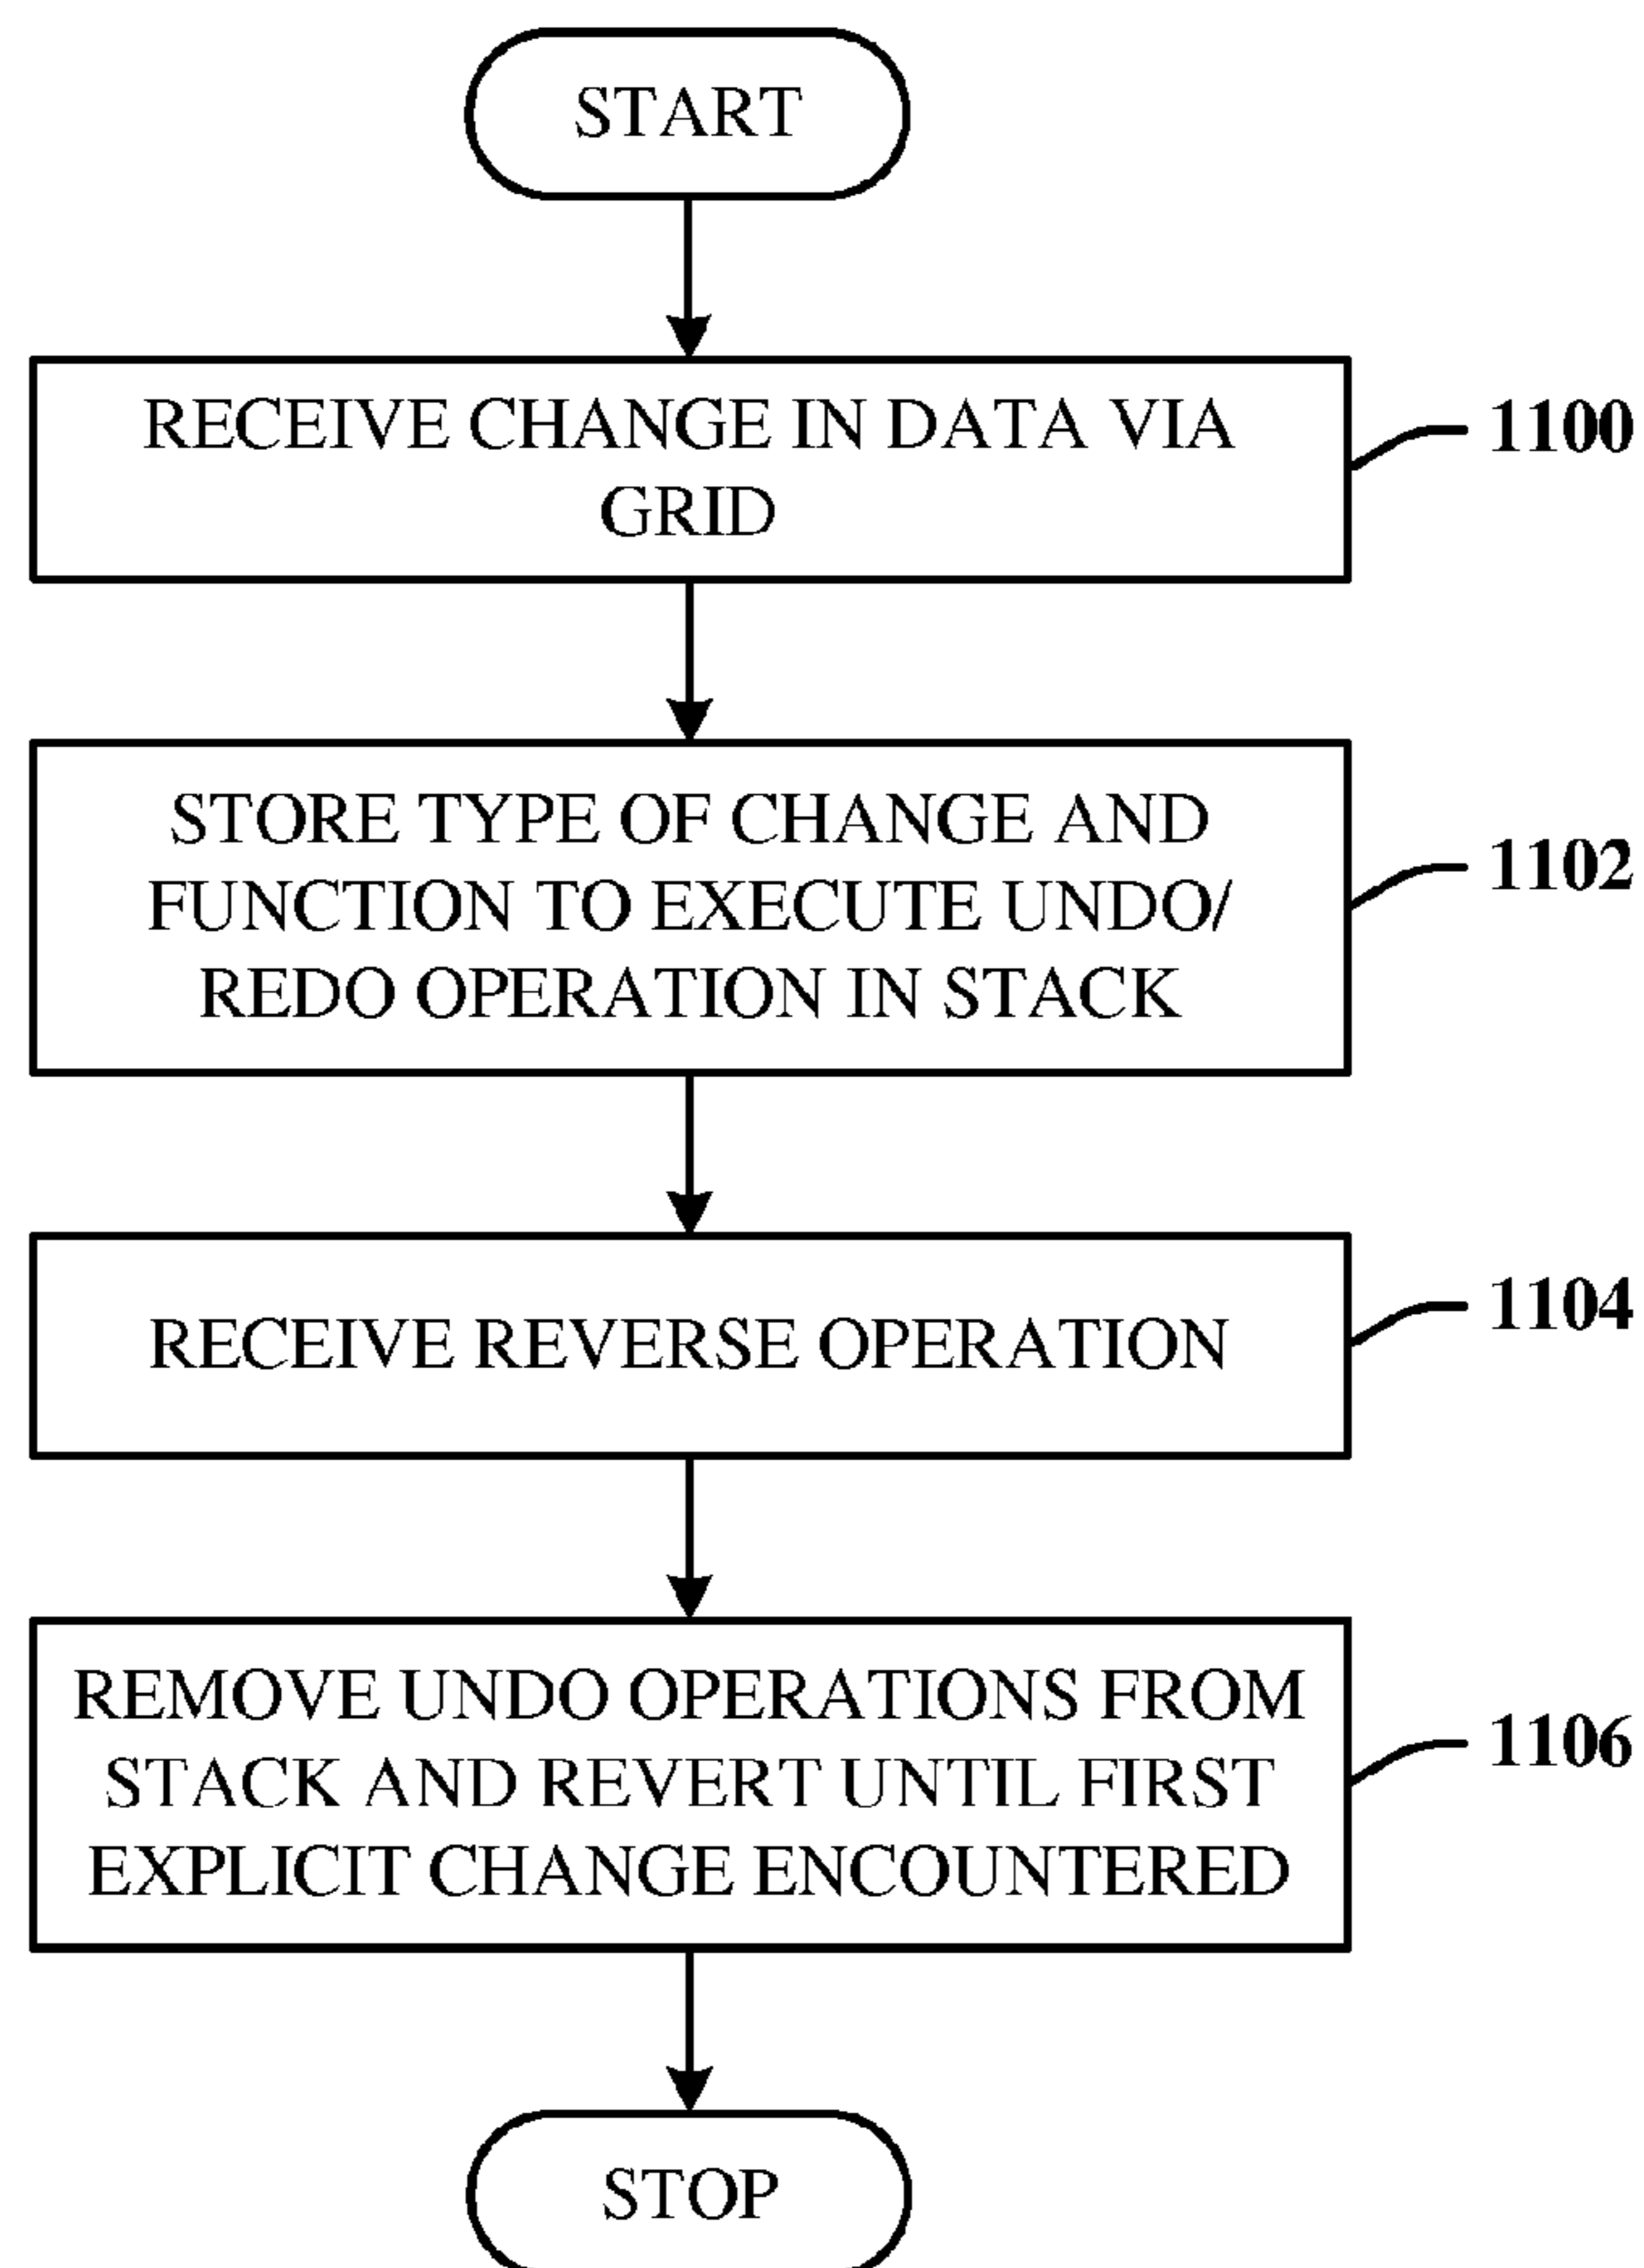 START
RECEIVE CHANGE IN DATA VIA
GRID
1100
STORE TYPE OF CHANGE AND
FUNCTION TO EXECUTE UNDO/
REDO OPERATION IN STACK
1102
RECEIVE REVERSE OPERATION
1104
REMOVE UNDO OPERATIONS FROM
STACK AND REVERT UNTIL FIRST
EXPLICIT CHANGE ENCOUNTERED
1106
STOP